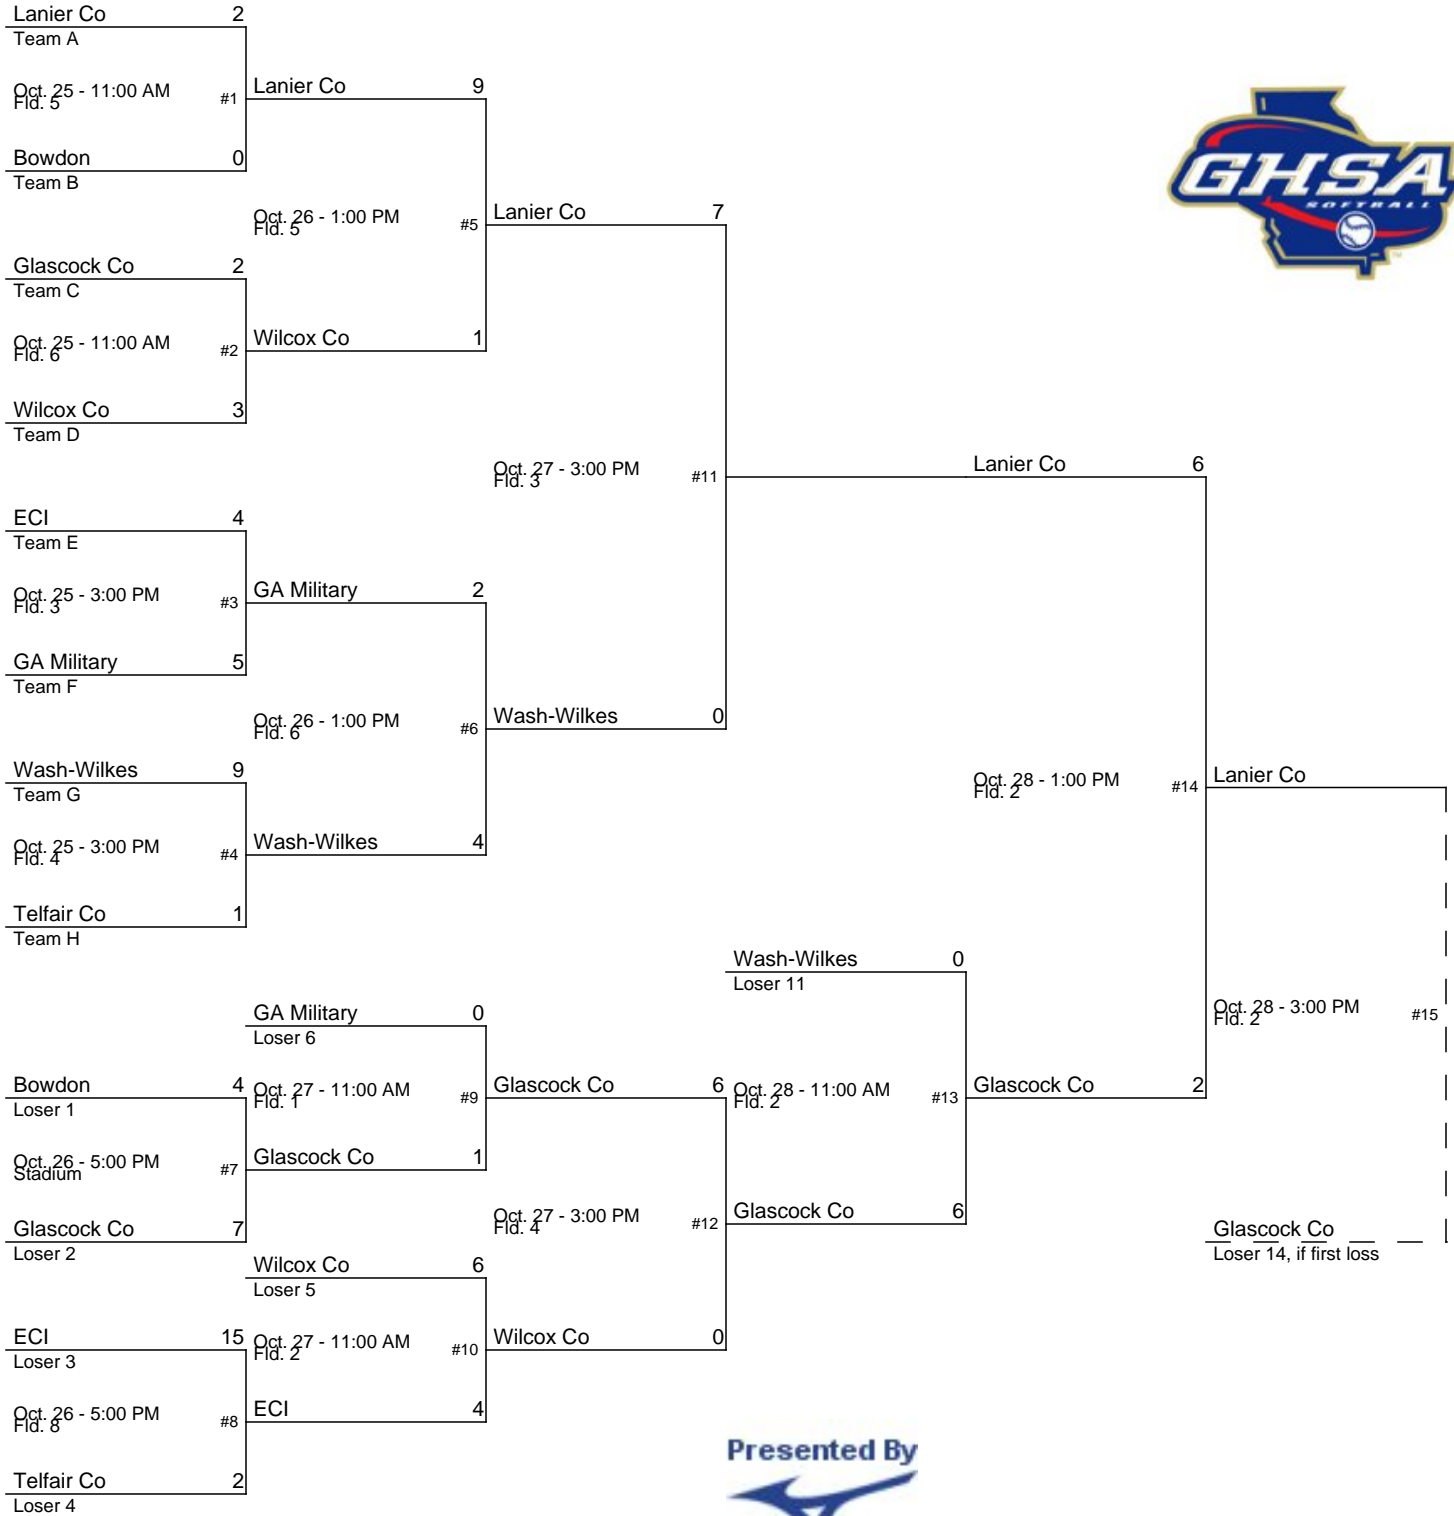 Lanier Co 2
Team A
Oct. 25 - 11:00 AM
Fld. 5
#1
Lanier Co 9
Bowdon 0
Team B
Oct. 26 - 1:00 PM
Fld. 5
#5
Lanier Co 7
GHSA
SOFTBALL
TM
Glascock Co 2
Team C
Oct. 25 - 11:00 AM
Fld. 6
#2
Wilcox Co 1
Wilcox Co 3
Team D
Oct. 27 - 3:00 PM
Fld. 3
#11
Lanier Co 6
ECI 4
Team E
Oct. 25 - 3:00 PM
Fld. 3
#3
GA Military 2
GA Military 5
Team F
Oct. 26 - 1:00 PM
Fld. 6
#6
Wash-Wilkes 0
Wash-Wilkes 9
Team G
Oct. 25 - 3:00 PM
Fld. 4
#4
Wash-Wilkes 4
Telfair Co 1
Team H
Oct. 28 - 1:00 PM
Fld. 2
#14
Lanier Co
Wash-Wilkes 0
Loser 11
GA Military 0
Loser 6
Oct. 28 - 3:00 PM
Fld. 2
#15
Bowdon 4
Loser 1
Oct. 27 - 11:00 AM
Fld. 1
#9
Glascock Co 6
Oct. 28 - 11:00 AM
Fld. 2
#13
Glascock Co 2
Oct. 26 - 5:00 PM
Stadium
#7
Glascock Co 1
Glascock Co 7
Loser 2
Oct. 27 - 3:00 PM
Fld. 4
#12
Glascock Co 6
Glascock Co
Loser 14, if first loss
Wilcox Co 6
Loser 5
ECI 15
Loser 3
Oct. 27 - 11:00 AM
Fld. 2
#10
Wilcox Co 0
Oct. 26 - 5:00 PM
Fld. 8
#8
ECI 4
Telfair Co 2
Loser 4
Presented By